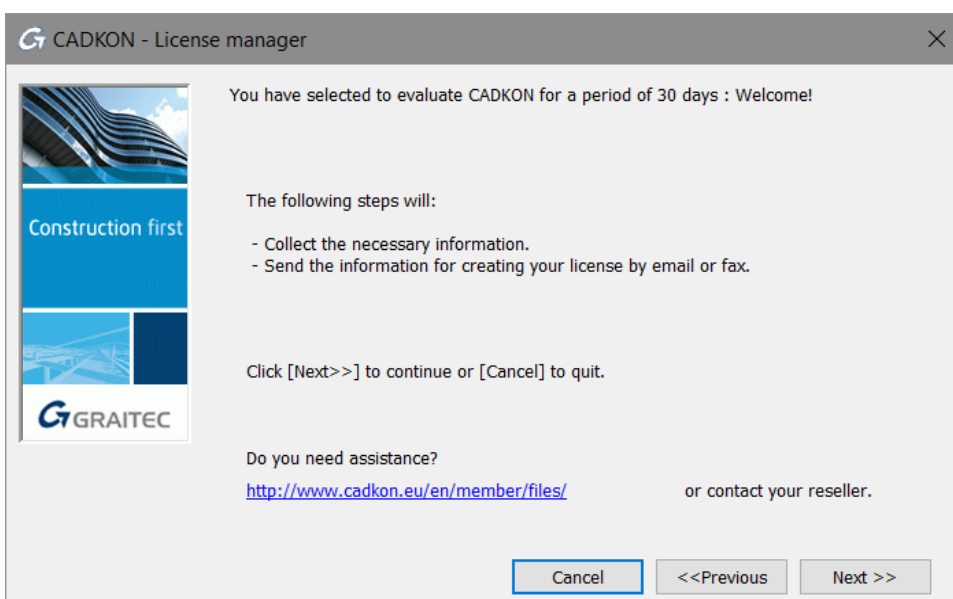 CADKON - License manager
You have selected to evaluate CADKON for a period of 30 days : Welcome!
Construction first
The following steps will:
- Collect the necessary information.
- Send the information for creating your license by email or fax.
Click [Next>>] to continue or [Cancel] to quit.
GRAITEC
Do you need assistance?
http://www.cadkon.eu/en/member/files/ or contact your reseller.
Cancel <<Previous Next >>